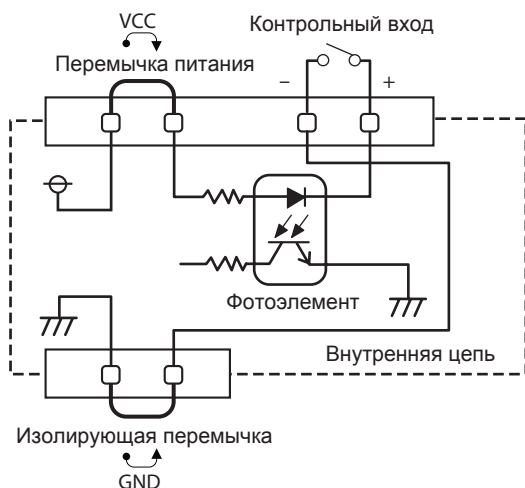 VCC
Контрольный вход
Перемычка питания
– +
Фотоэлемент
Внутренняя цепь
Изолирующая перемычка
GND